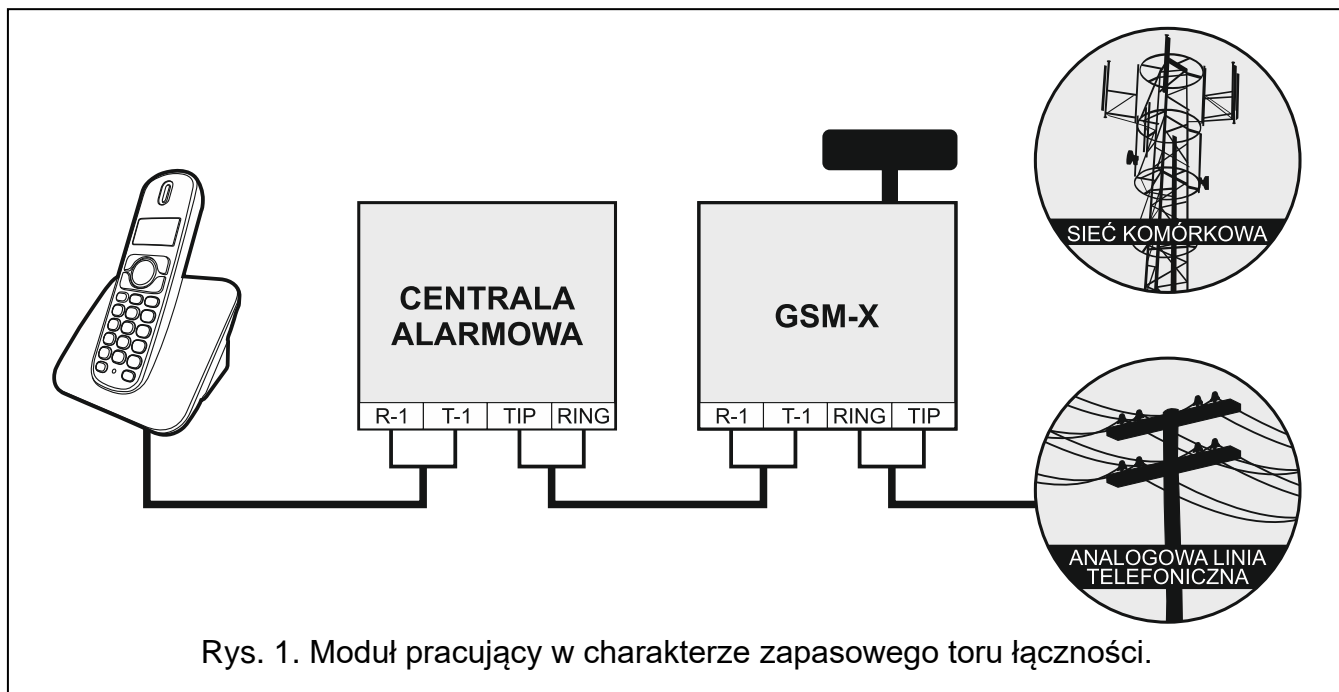 SIEĆ KOMÓRKOWA
CENTRALA
ALARMOWA
GSM-X
R-1 T-1 TIP RING
R-1 T-1 RING TIP
ANALOGOWA LINIA
TELEFONICZNA
Rys. 1. Moduł pracujący w charakterze zapasowego toru łączności.